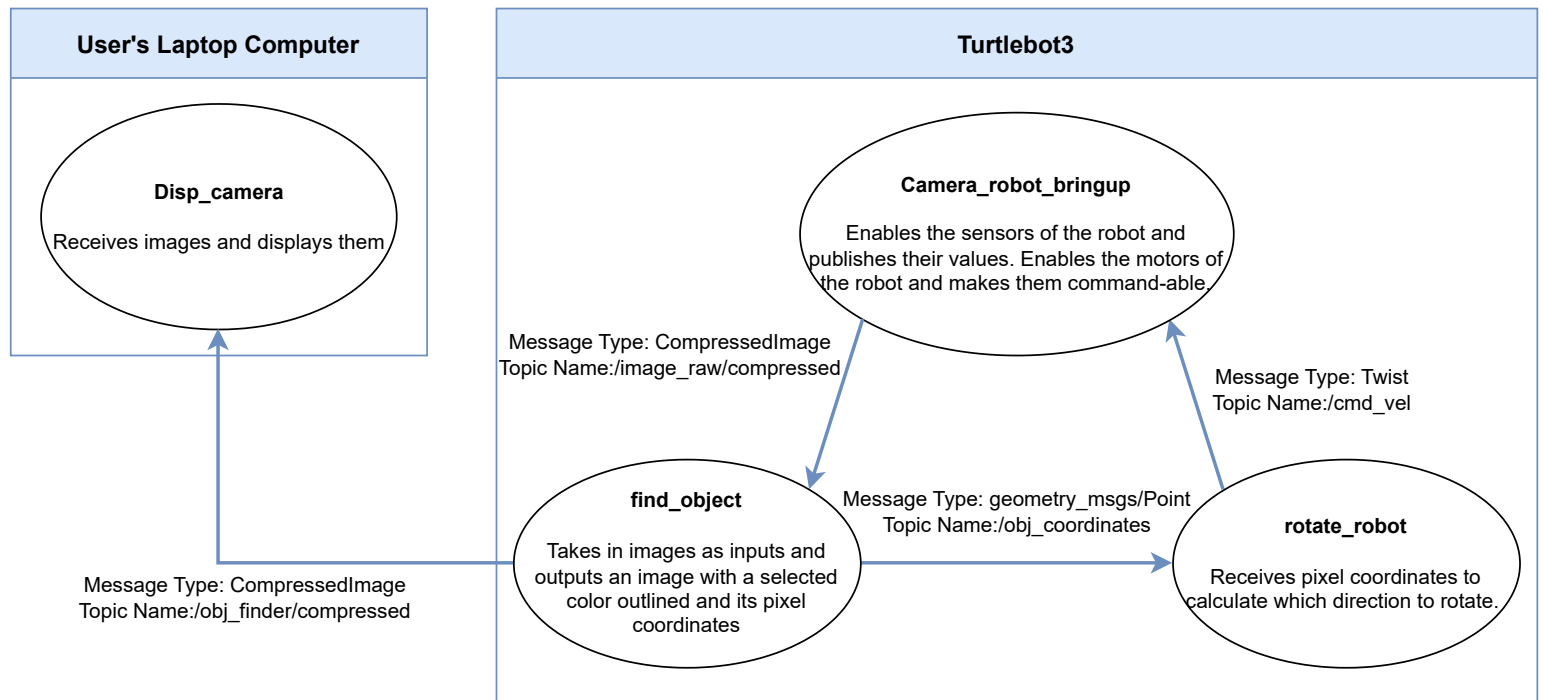 User's Laptop Computer
Turtlebot3
Disp_camera
Receives images and displays them
Camera_robot_bringup
Enables the sensors of the robot and
publishes their values. Enables the motors of
the robot and makes them command-able.
Message Type: CompressedImage
Topic Name:/image_raw/compressed
Message Type: Twist
Topic Name:/cmd_vel
find_object
Takes in images as inputs and
outputs an image with a selected
color outlined and its pixel
coordinates
Message Type: geometry_msgs/Point
Topic Name:/obj_coordinates
rotate_robot
Receives pixel coordinates to
calculate which direction to rotate.
Message Type: CompressedImage
Topic Name:/obj_finder/compressed